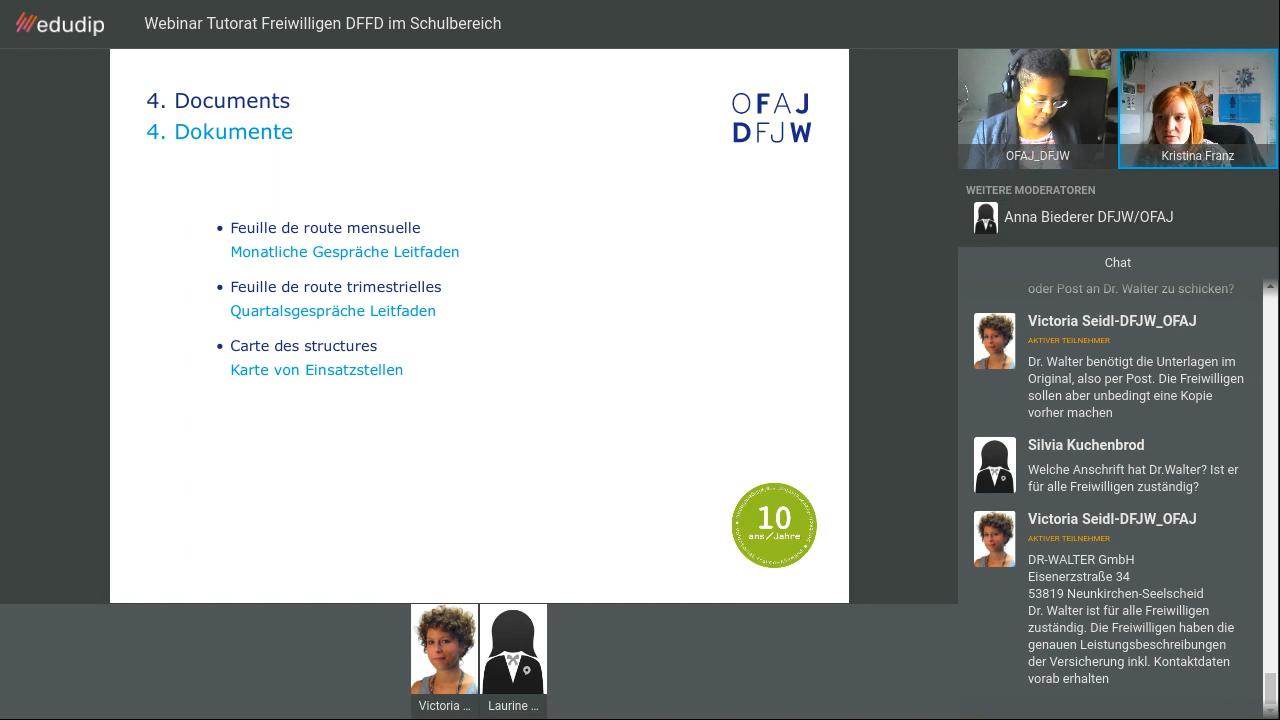 edudip
Webinar Tutorat Freiwilligen DFFD im Schulbereich
4. Documents
4. Dokumente
OFAJ
DFJW
• Feuille de route mensuelle
Monatliche Gespräche Leitfaden
• Feuille de route trimestrielles
Quartalsgespräche Leitfaden
• Carte des structures
Karte von Einsatzstellen
10
ans/Jahre
OFAJ_DFJW
Kristina Franz
WEITERE MODERATOREN
Anna Biederer DFJW/OFAJ
Chat
oder Post an Dr. Walter zu schicken?
Victoria Seidl-DFJW_OFAJ
AKTIVER TEILNEHMER
Dr. Walter benötigt die Unterlagen im
Original, also per Post. Die Freiwilligen
sollen aber unbedingt eine Kopie
vorher machen
Silvia Kuchenbrod
Welche Anschrift hat Dr.Walter? Ist er
für alle Freiwilligen zuständig?
Victoria Seidl-DFJW_OFAJ
AKTIVER TEILNEHMER
DR-WALTER GmbH
Eisenerzstraße 34
53819 Neunkirchen-Seelscheid
Dr. Walter ist für alle Freiwilligen
zuständig. Die Freiwilligen haben die
genauen Leistungsbeschreibungen
der Versicherung inkl. Kontaktdaten
vorab erhalten
Victoria ...
Laurine ...